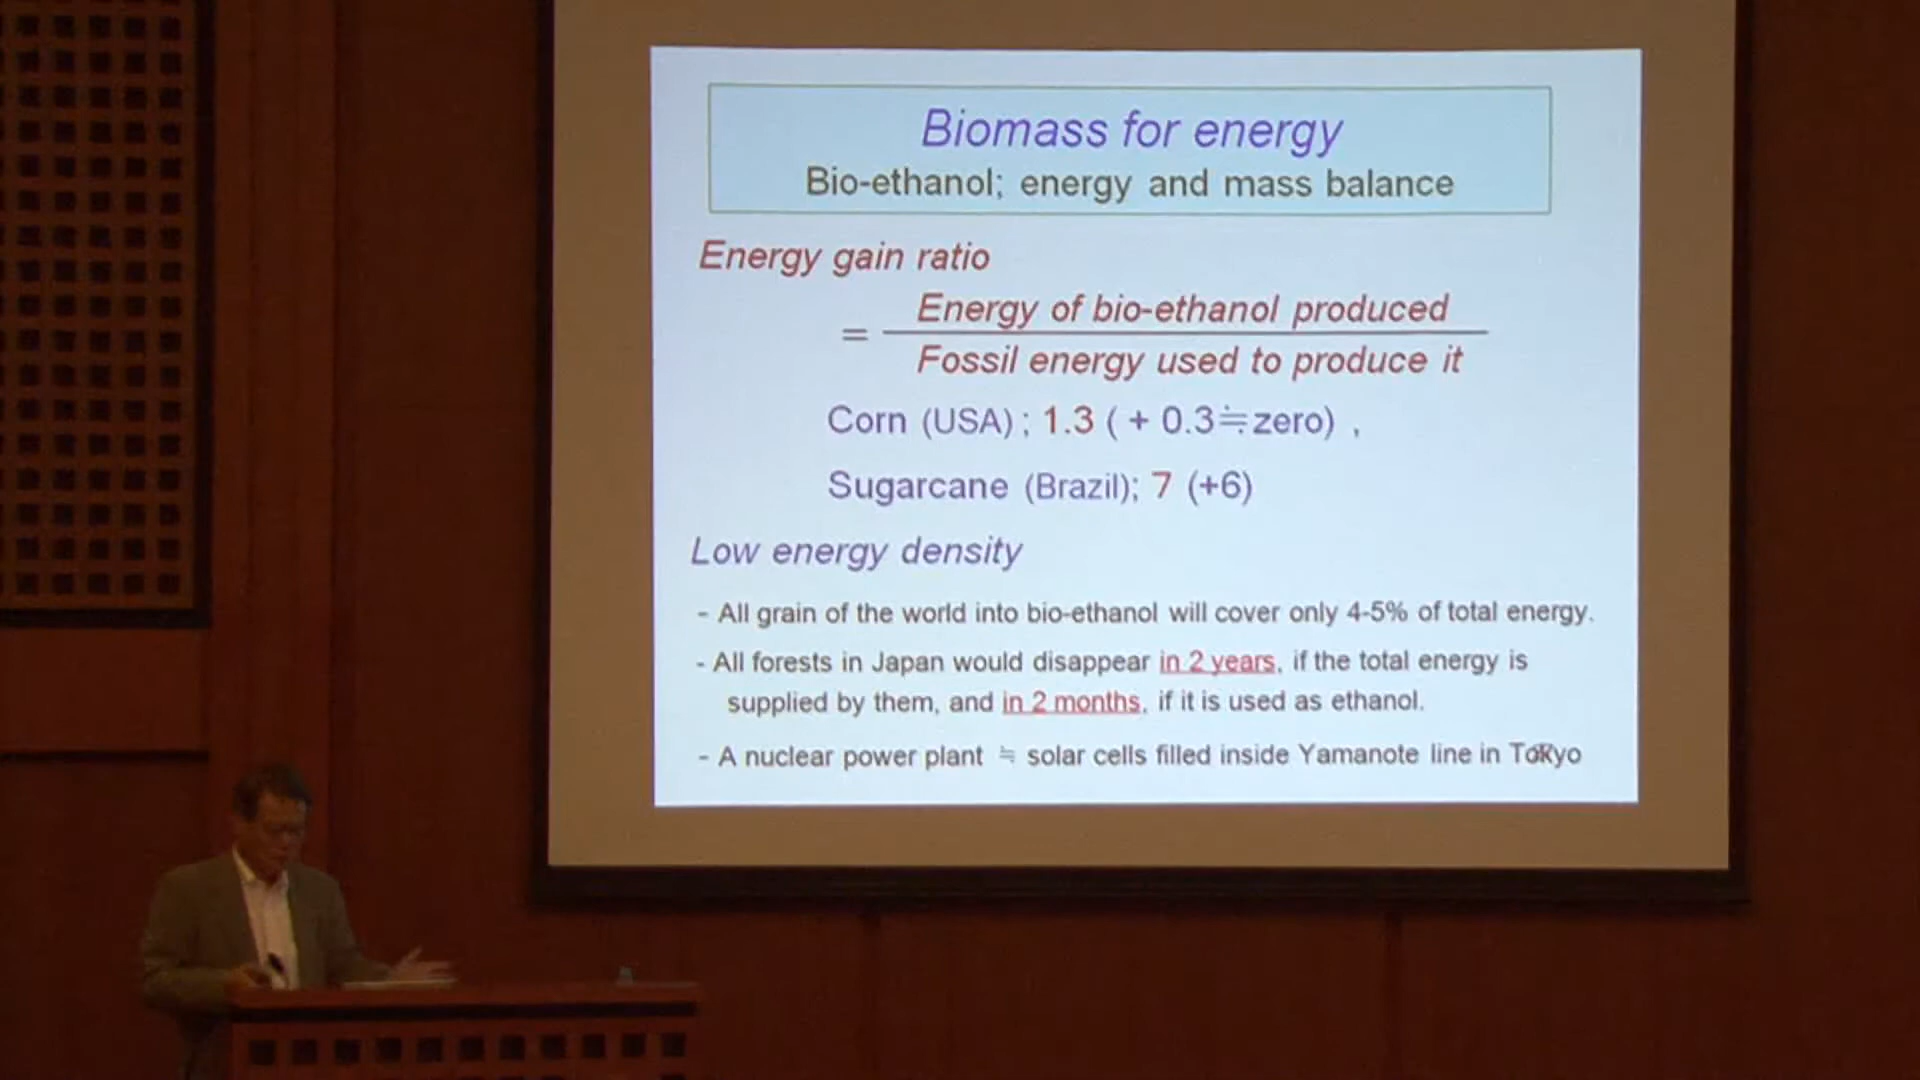 Biomass for energy
Bio-ethanol; energy and mass balance
Energy gain ratio
= Energy of bio-ethanol produced
Fossil energy used to produce it
Corn (USA) ; 1.3 ( + 0.3≒zero) ,
Sugarcane (Brazil); 7 (+6)
Low energy density
- All grain of the world into bio-ethanol will cover only 4-5% of total energy.
- All forests in Japan would disappear in 2 years, if the total energy is
supplied by them, and in 2 months, if it is used as ethanol.
- A nuclear power plant ≒ solar cells filled inside Yamanote line in Tokyo